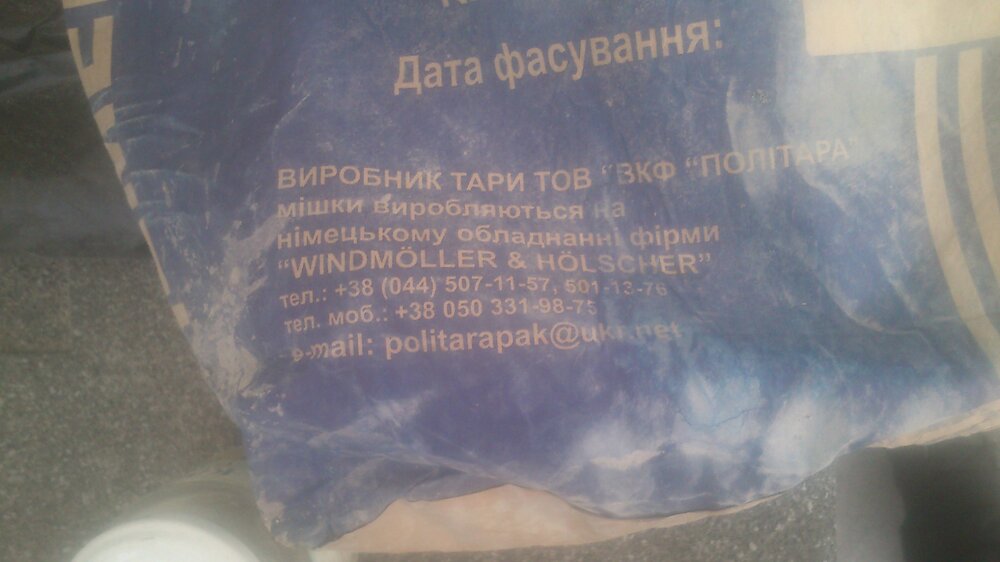 Дата фасування:
ВИРОБНИК ТАРИ ТОВ "ВКФ "ПОЛІТАРА"
мішки виробляються на
німецькому обладнанні фірми
"WINDMÖLLER & HÖLSCHER"
тел.: +38 (044) 507-11-57, 501-13-76
тел. моб.: +38 050 331-98-75
e-mail: politarapak@ukr.net